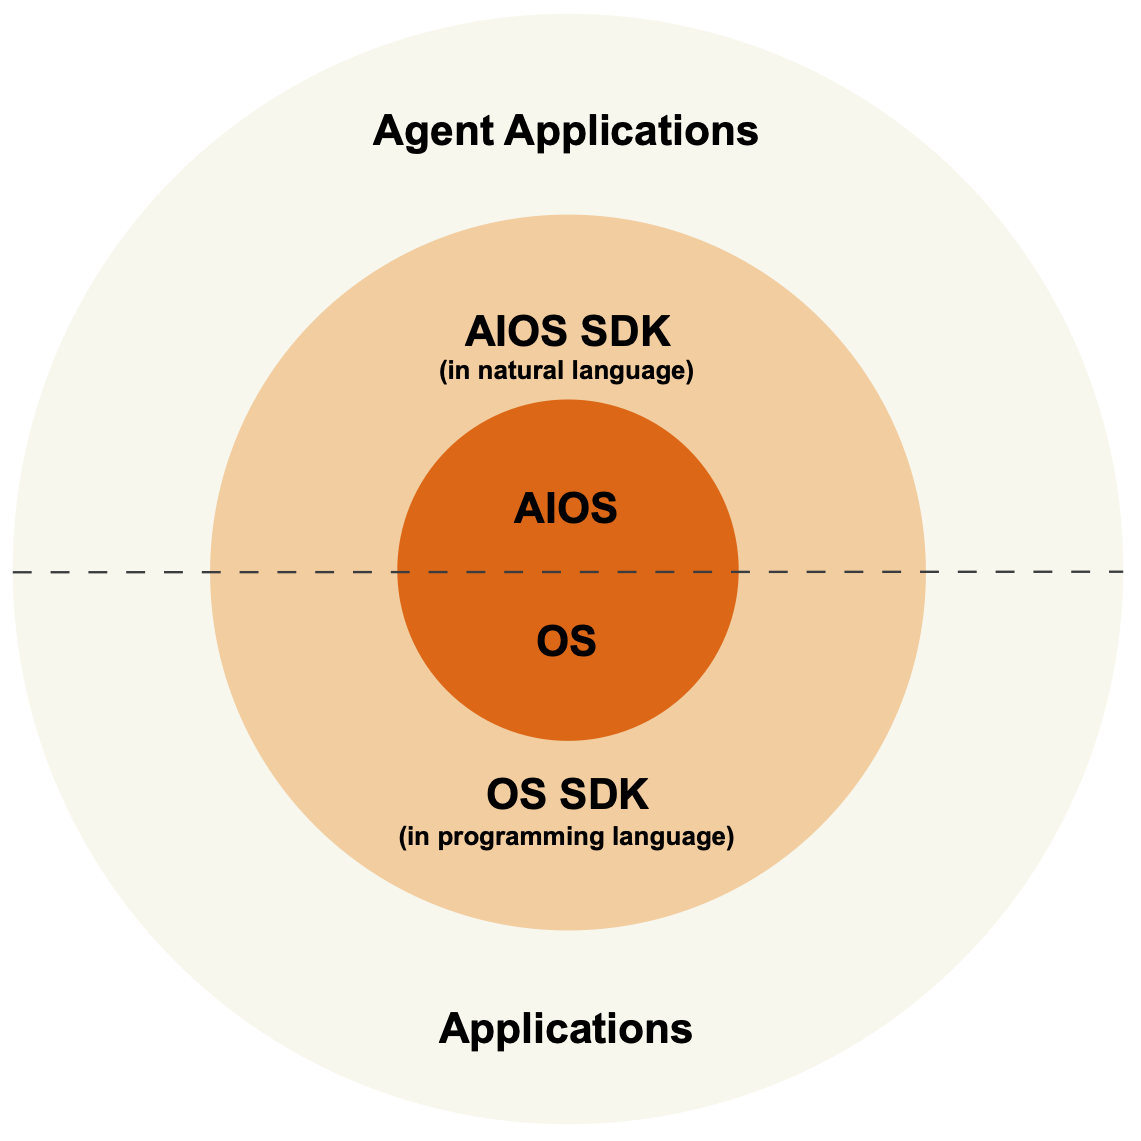 Agent Applications
AIOS SDK
(in natural language)
AIOS
OS
OS SDK
(in programming language)
Applications